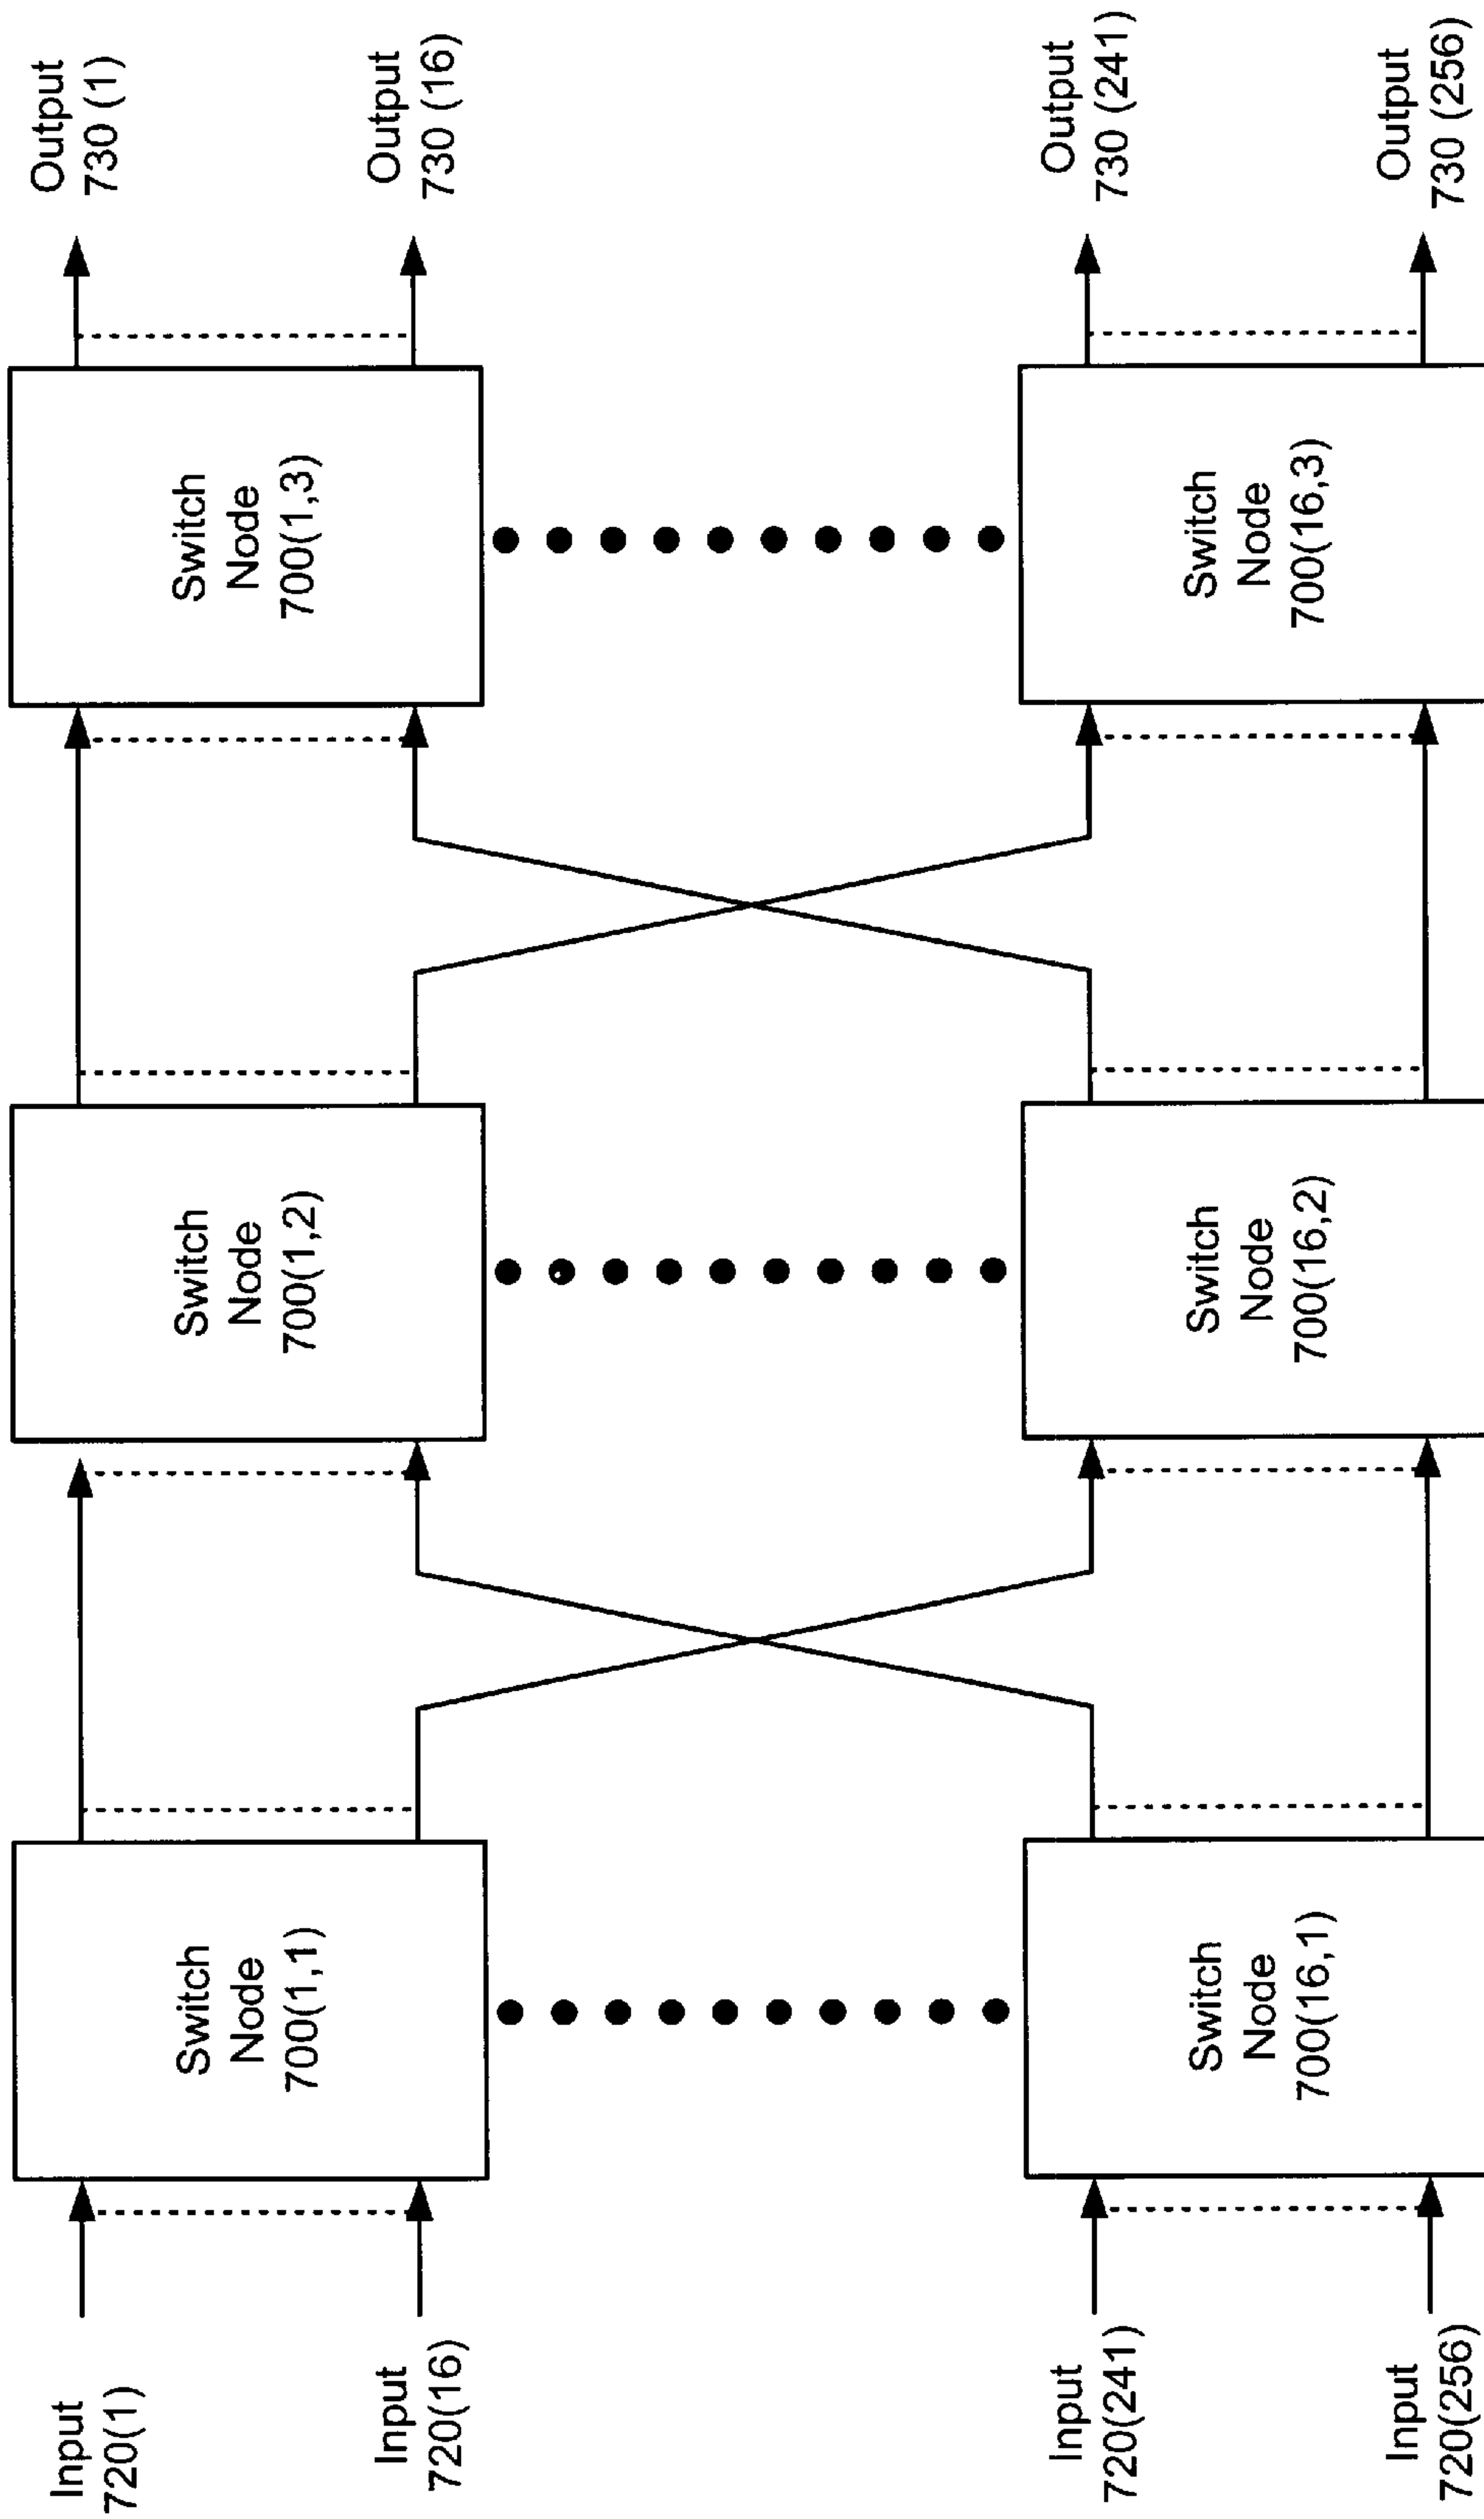 Input
720(1)
Input
720(16)
Input
720(241)
Input
720(256)
Switch
Node
700(1,1)
Switch
Node
700(16,1)
Switch
Node
700(1,2)
Switch
Node
700(16,2)
Switch
Node
700(1,3)
Switch
Node
700(16,3)
Output
730 (1)
Output
730 (16)
Output
730 (241)
Output
730 (256)